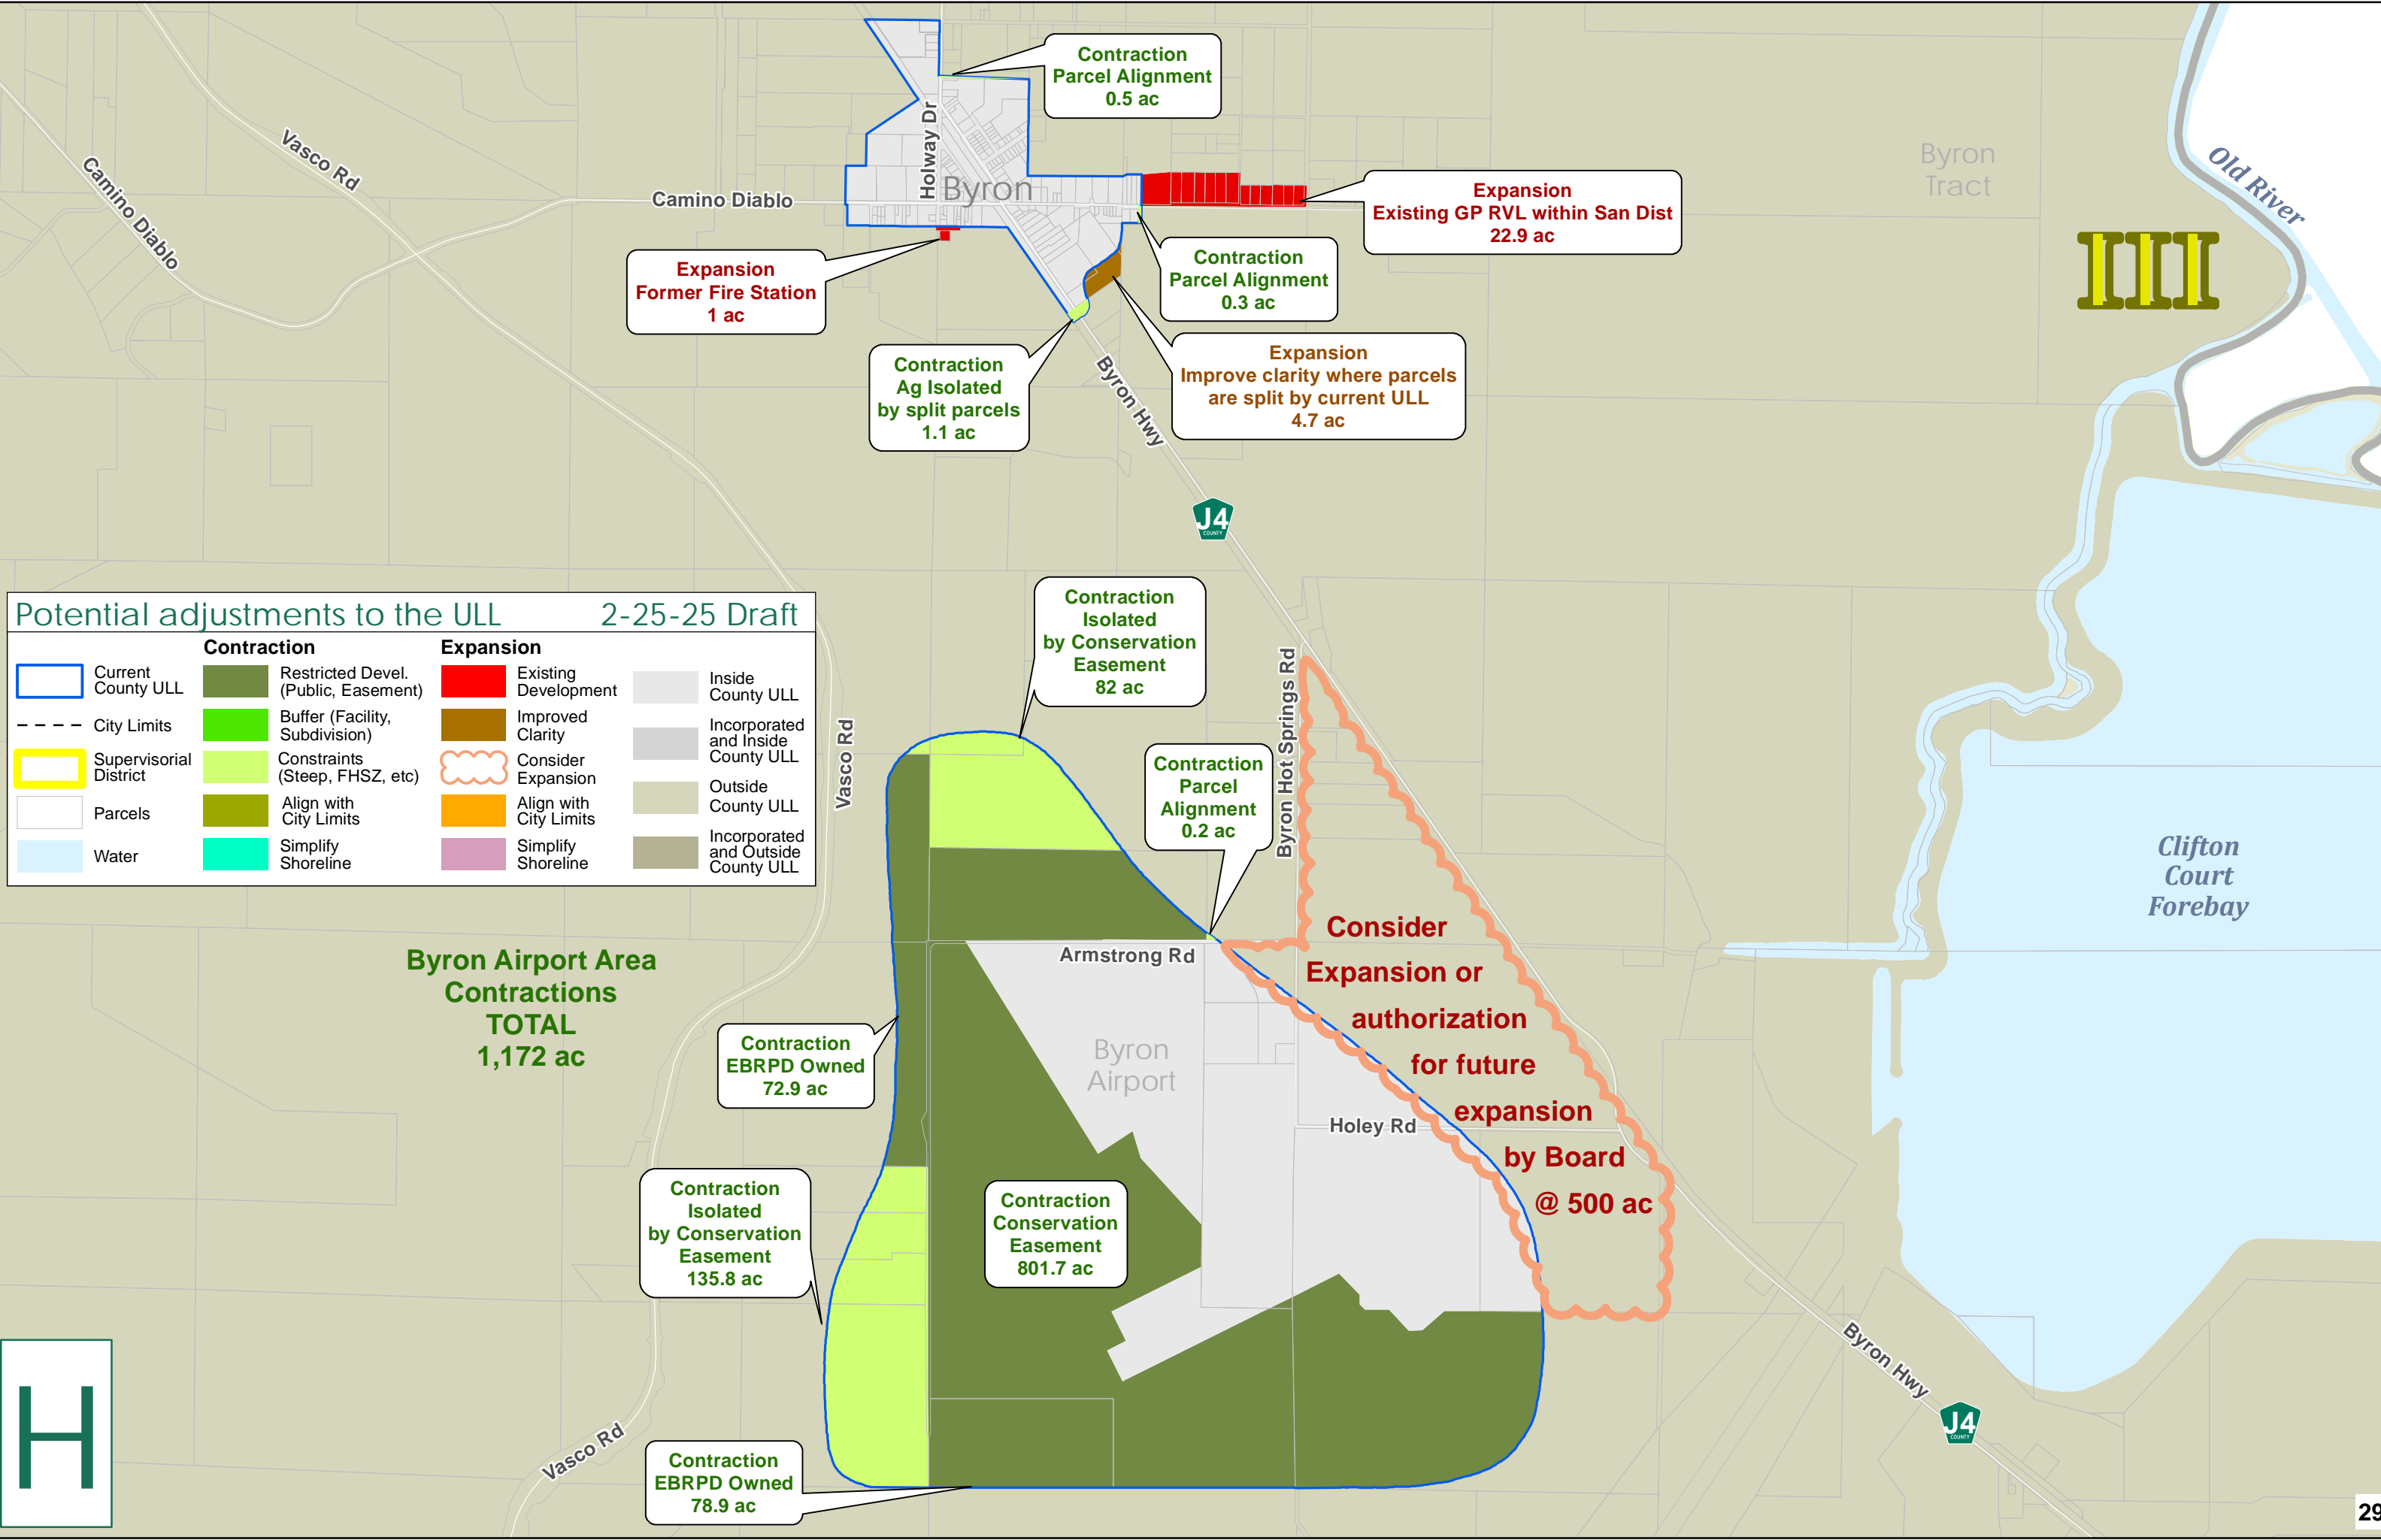 Contraction
Parcel Alignment
0.5 ac
Vasco Rd
Camino Diablo
Holway Dr
Byron
Camino Diablo
Expansion
Existing GP RVL within San Dist
22.9 ac
Byron
Tract
Old River
III
Expansion
Former Fire Station
1 ac
Contraction
Parcel Alignment
0.3 ac
Contraction
Ag Isolated
by split parcels
1.1 ac
Expansion
Improve clarity where parcels
are split by current ULL
4.7 ac
Byron Hwy
J4
COUNTY
Potential adjustments to the ULL 2-25-25 Draft
Current
County ULL
City Limits
Supervisorial
District
Parcels
Water
Contraction
Restricted Devel.
(Public, Easement)
Buffer (Facility,
Subdivision)
Constraints
(Steep, FHSZ, etc)
Align with
City Limits
Simplify
Shoreline
Expansion
Existing
Development
Improved
Clarity
Consider
Expansion
Align with
City Limits
Simplify
Shoreline
Inside
County ULL
Incorporated
and Inside
County ULL
Outside
County ULL
Incorporated
and Outside
County ULL
Contraction
Isolated
by Conservation
Easement
82 ac
Vasco Rd
Contraction
Parcel
Alignment
0.2 ac
Byron Hot Springs Rd
Clifton
Court
Forebay
Byron Airport Area
Contractions
TOTAL
1,172 ac
Armstrong Rd
Consider
Expansion or
authorization
for future
expansion
by Board
@ 500 ac
Contraction
EBRPD Owned
72.9 ac
Byron
Airport
Holey Rd
Contraction
Isolated
by Conservation
Easement
135.8 ac
Contraction
Conservation
Easement
801.7 ac
H
Vasco Rd
Contraction
EBRPD Owned
78.9 ac
Byron Hwy
J4
COUNTY
29